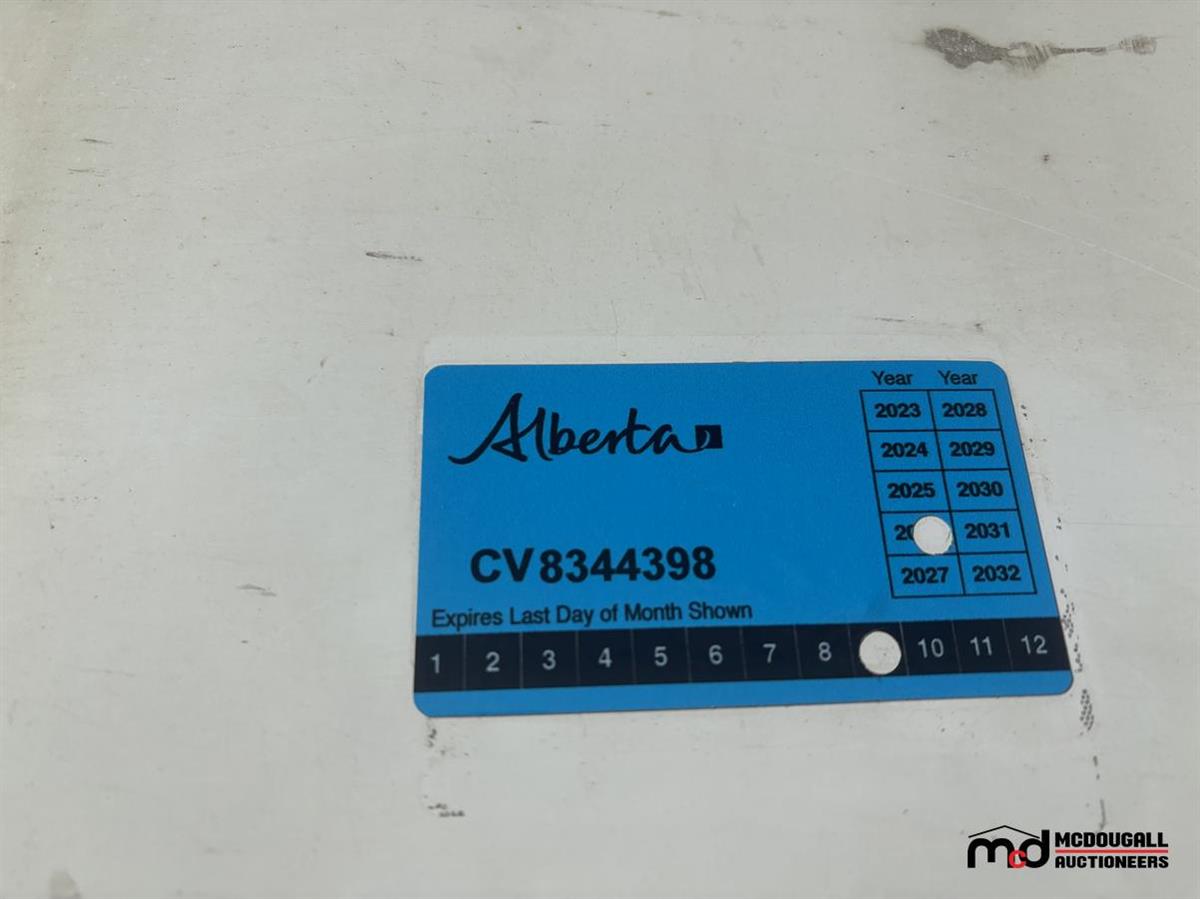 Alberta
Year Year
2023 2028
2024 2029
2025 2030
2031
2027 2032
CV8344398
Expires Last Day of Month Shown
1 2 3 4 5 6 7 8 10 11 12
mcd MCDOUGALL
AUCTIONEERS